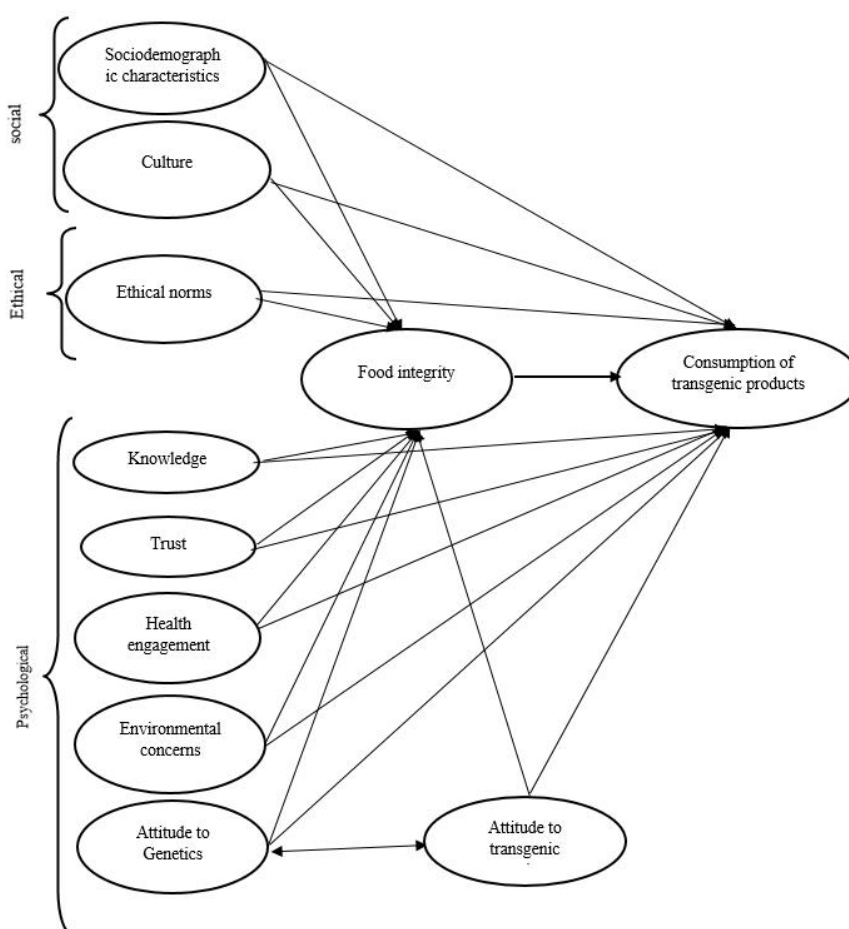 social
Sociodemograph
ic characteristics
Culture
Ethical
Ethical norms
Food integrity
Consumption of
transgenic products
Psychological
Knowledge
Trust
Health
engagement
Environmental
concerns
Attitude to
Genetics
Attitude to
transgenic